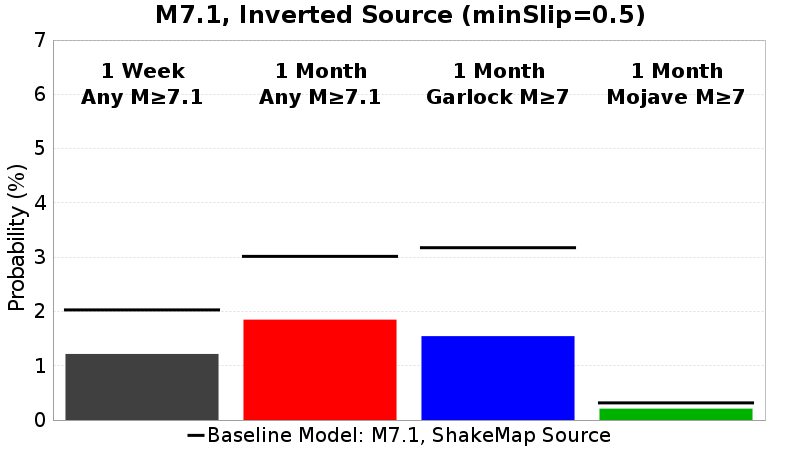 M7.1, Inverted Source (minSlip=0.5)
Probability (%)
7
6
5
4
3
2
1
0
1 Week
Any M≥7.1
1 Month
Any M≥7.1
1 Month
Garlock M≥7
1 Month
Mojave M≥7
Baseline Model: M7.1, ShakeMap Source